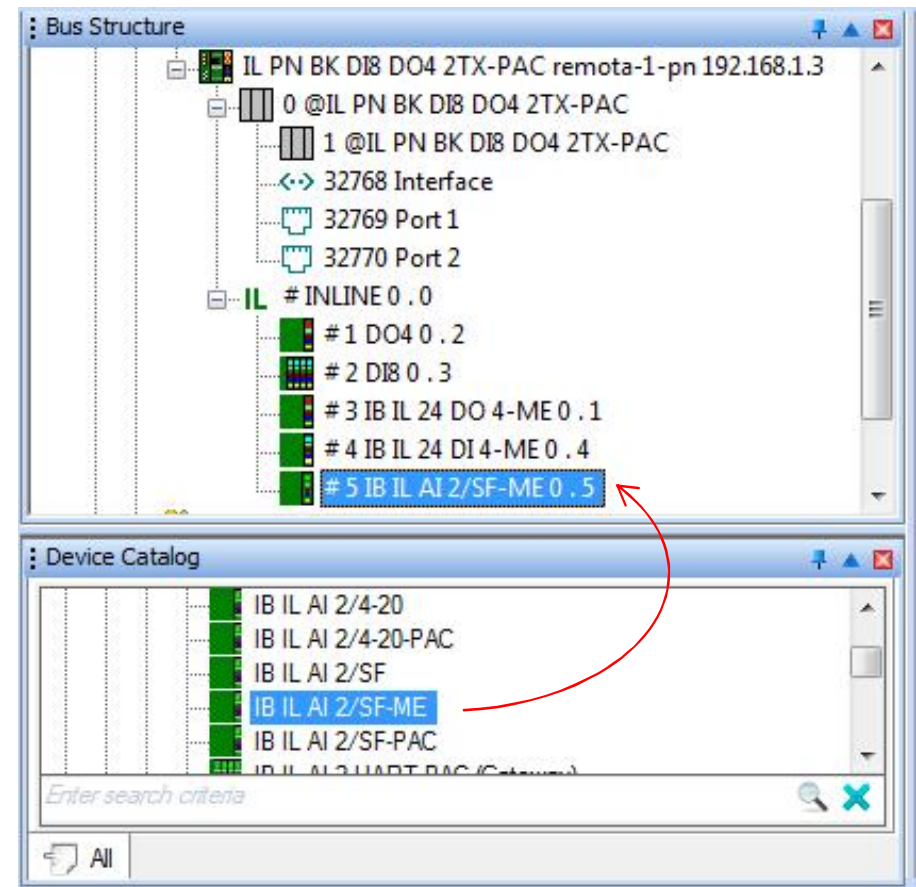 Bus Structure
IL PN BK DI8 DO4 2TX-PAC remota-1-pn 192.168.1.3
0 @IL PN BK DI8 DO4 2TX-PAC
1 @IL PN BK DI8 DO4 2TX-PAC
32768 Interface
32769 Port 1
32770 Port 2
IL # INLINE 0 . 0
# 1 DO4 0 . 2
# 2 DI8 0 . 3
# 3 IB IL 24 DO 4-ME 0 . 1
# 4 IB IL 24 DI 4-ME 0 . 4
# 5 IB IL AI 2/SF-ME 0 . 5
Device Catalog
IB IL AI 2/4-20
IB IL AI 2/4-20-PAC
IB IL AI 2/SF
IB IL AI 2/SF-ME
IB IL AI 2/SF-PAC
Enter search criteria
All